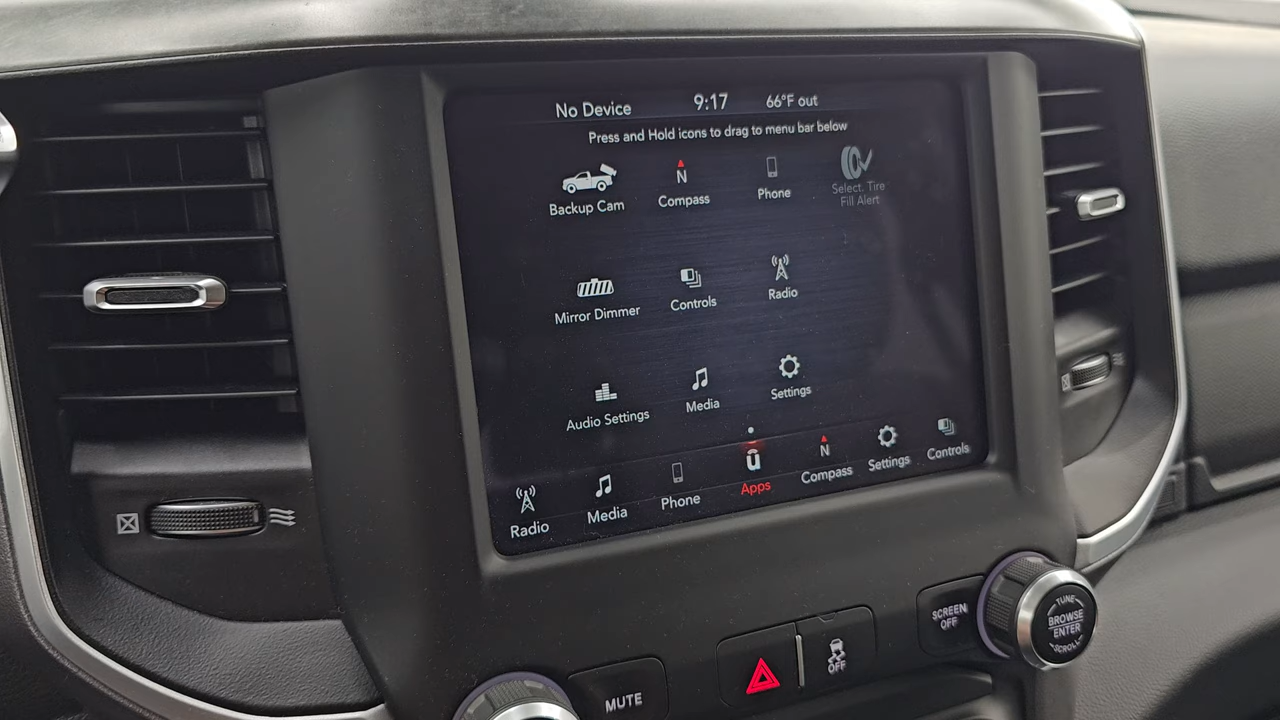 No Device 9:17 66°F out
Press and Hold icons to drag to menu bar below
Backup Cam
N
Compass
Phone
Select. Tire
Fill Alert
Mirror Dimmer
Controls
Radio
Audio Settings
Media
Settings
Radio
Media
Phone
Apps
N
Compass
Settings
Controls
MUTE
OFF
SCREEN
OFF
TUNE
BROWSE
ENTER
SCROLL